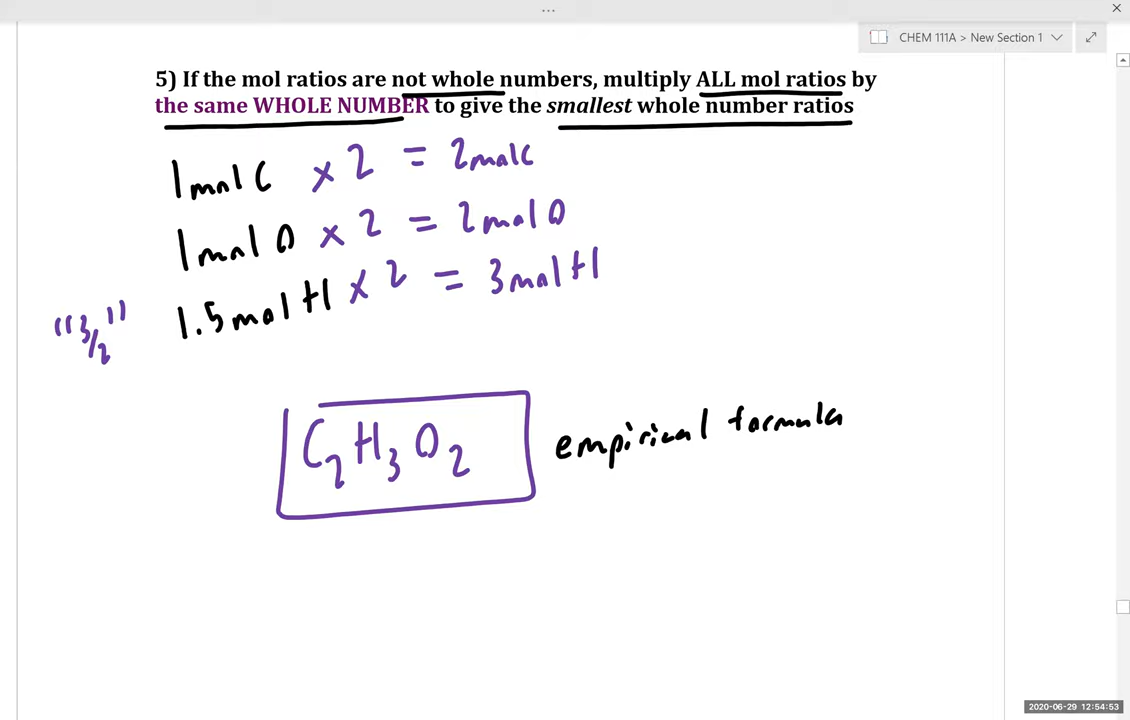 CHEM 111A > New Section 1
5) If the mol ratios are not whole numbers, multiply ALL mol ratios by
the same WHOLE NUMBER to give the smallest whole number ratios
1 mol C × 2 = 2 mol C
1 mol O × 2 = 2 mol O
"3/2" 1.5 mol H × 2 = 3 mol H
C₂H₃O₂ empirical formula
2020-06-29 12:54:53